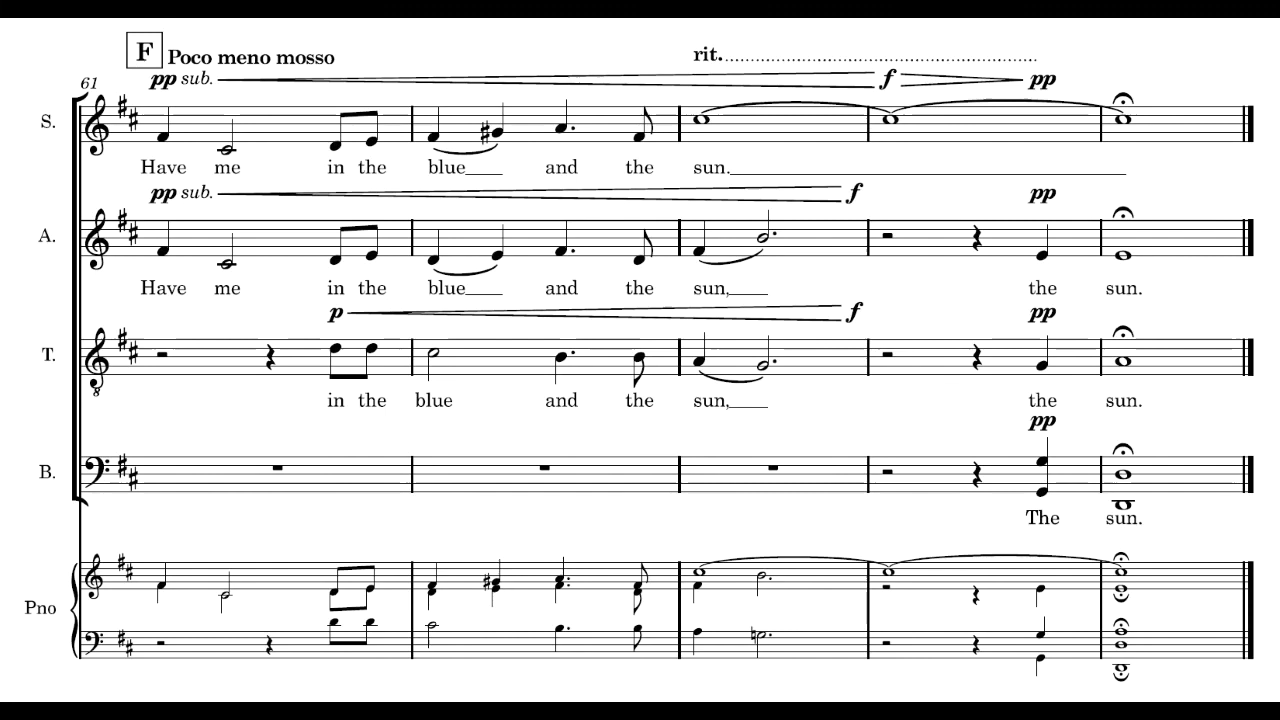 F Poco meno mosso
rit.
61
pp sub. f pp
S.
Have me in the blue and the sun.
pp sub. f pp
A.
Have me in the blue and the sun, the sun.
p f pp
T.
in the blue and the sun, the sun.
pp
B.
The sun.
Pno